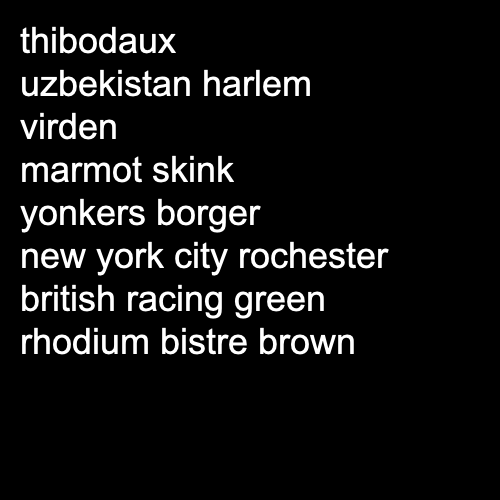 thibodaux
uzbekistan harlem
virden
marmot skink
yonkers borger
new york city rochester
british racing green
rhodium bistre brown